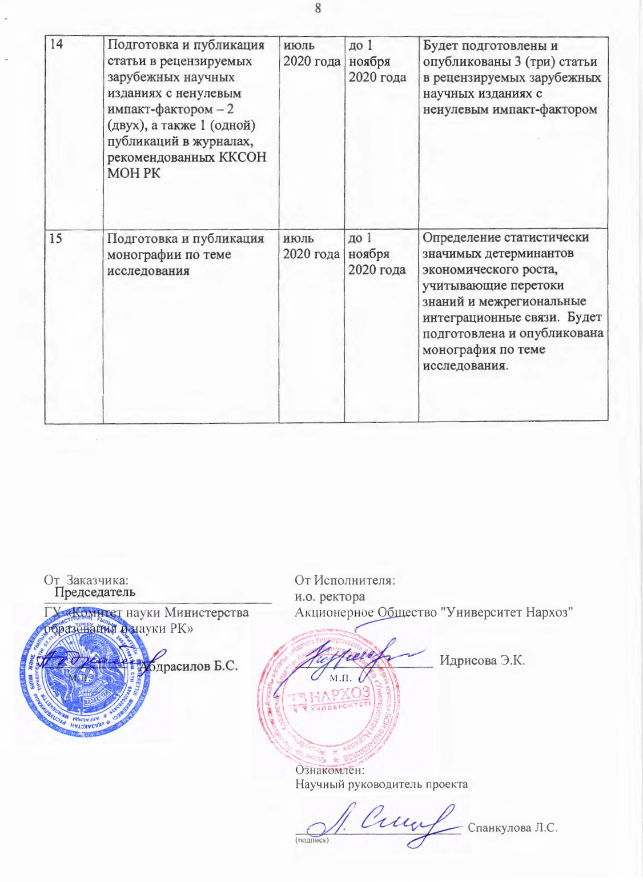 8
14
Подготовка и публикация
статьи в рецензируемых
зарубежных научных
изданиях с ненулевым
импакт-фактором – 2
(двух), а также 1 (одной)
публикаций в журналах,
рекомендованных ККСОН
МОН РК
июль
2020 года
до 1
ноября
2020 года
Будет подготовлены и
опубликованы 3 (три) статьи
в рецензируемых зарубежных
научных изданиях с
ненулевым импакт-фактором
15
Подготовка и публикация
монографии по теме
исследования
июль
2020 года
до 1
ноября
2020 года
Определение статистически
значимых детерминантов
экономического роста,
учитывающие перетоки
знаний и межрегиональные
интеграционные связи. Будет
подготовлена и опубликована
монография по теме
исследования.
От Заказчика:
Председатель
ГУ «Комитет науки Министерства
образования и науки РК»
Абдрасилов Б.С.
м.п.
От Исполнителя:
и.о. ректора
Акционерное Общество "Университет Нархоз"
Идрисова Э.К.
м.п.
НАРХОЗ
УНИВЕРСИТЕТІ
Ознакомлен:
Научный руководитель проекта
Спанкулова Л.С.
(подпись)